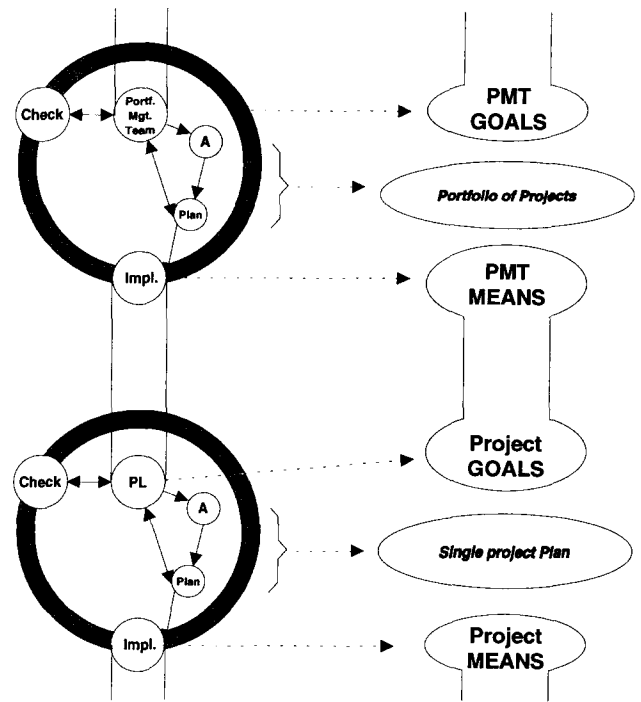 Check
Portf.
Mgt.
Team
A
Plan
Impl.
PMT
GOALS
Portfolio of Projects
PMT
MEANS
Check
PL
A
Plan
Impl.
Project
GOALS
Single project Plan
Project
MEANS